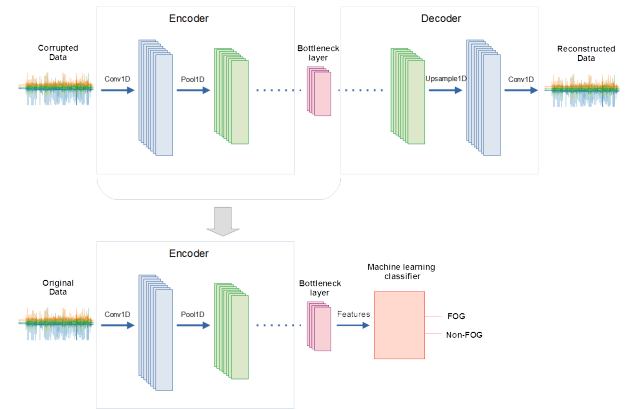 Encoder
Decoder
Corrupted
Data
Conv1D
Pool1D
Bottleneck
layer
Upsample1D
Conv1D
Reconstructed
Data
Encoder
Original
Data
Conv1D
Pool1D
Bottleneck
layer
Features
Machine learning
classifier
FOG
Non-FOG